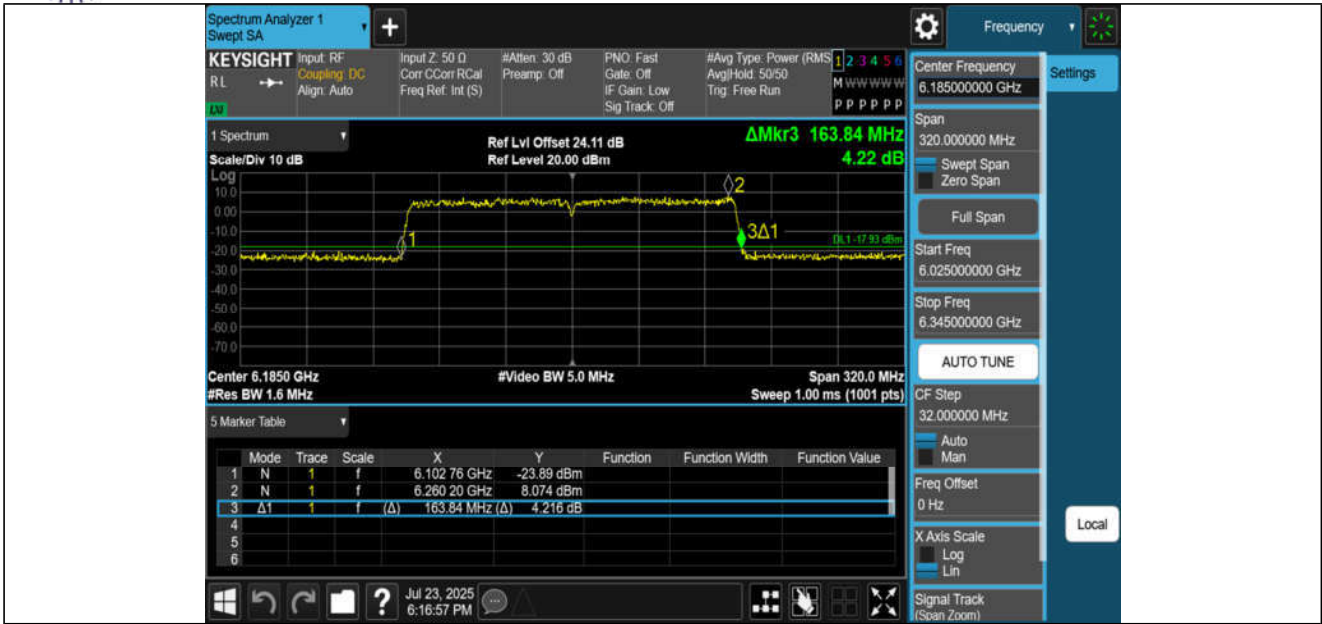 Spectrum Analyzer 1
Swept SA
+
Frequency
KEYSIGHT
RL
LXI
Input: RF
Coupling: DC
Align: Auto
Input Z: 50 Ω
Corr CCorr RCal
Freq Ref: Int (S)
#Atten: 30 dB
Preamp: Off
PNO: Fast
Gate: Off
IF Gain: Low
Sig Track: Off
#Avg Type: Power (RMS
Avg|Hold: 50/50
Trig: Free Run
1 2 3 4 5 6
M W W W W W
P P P P P P
1 Spectrum
Scale/Div 10 dB
Log
Ref Lvl Offset 24.11 dB
Ref Level 20.00 dBm
ΔMkr3 163.84 MHz
4.22 dB
10.0
0.00
-10.0
-20.0
-30.0
-40.0
-50.0
-60.0
-70.0
1
2
3Δ1
DL1 -17.93 dBm
Center 6.1850 GHz
#Res BW 1.6 MHz
#Video BW 5.0 MHz
Span 320.0 MHz
Sweep 1.00 ms (1001 pts)
5 Marker Table
Mode Trace Scale X Y Function Function Width Function Value
1 N 1 f 6.102 76 GHz -23.89 dBm
2 N 1 f 6.260 20 GHz 8.074 dBm
3 Δ1 1 f (Δ) 163.84 MHz (Δ) 4.216 dB
4
5
6
Jul 23, 2025
6:16:57 PM
?
Center Frequency
6.185000000 GHz
Span
320.000000 MHz
Swept Span
Zero Span
Full Span
Start Freq
6.025000000 GHz
Stop Freq
6.345000000 GHz
AUTO TUNE
CF Step
32.000000 MHz
Auto
Man
Freq Offset
0 Hz
X Axis Scale
Log
Lin
Signal Track
(Span Zoom)
Settings
Local